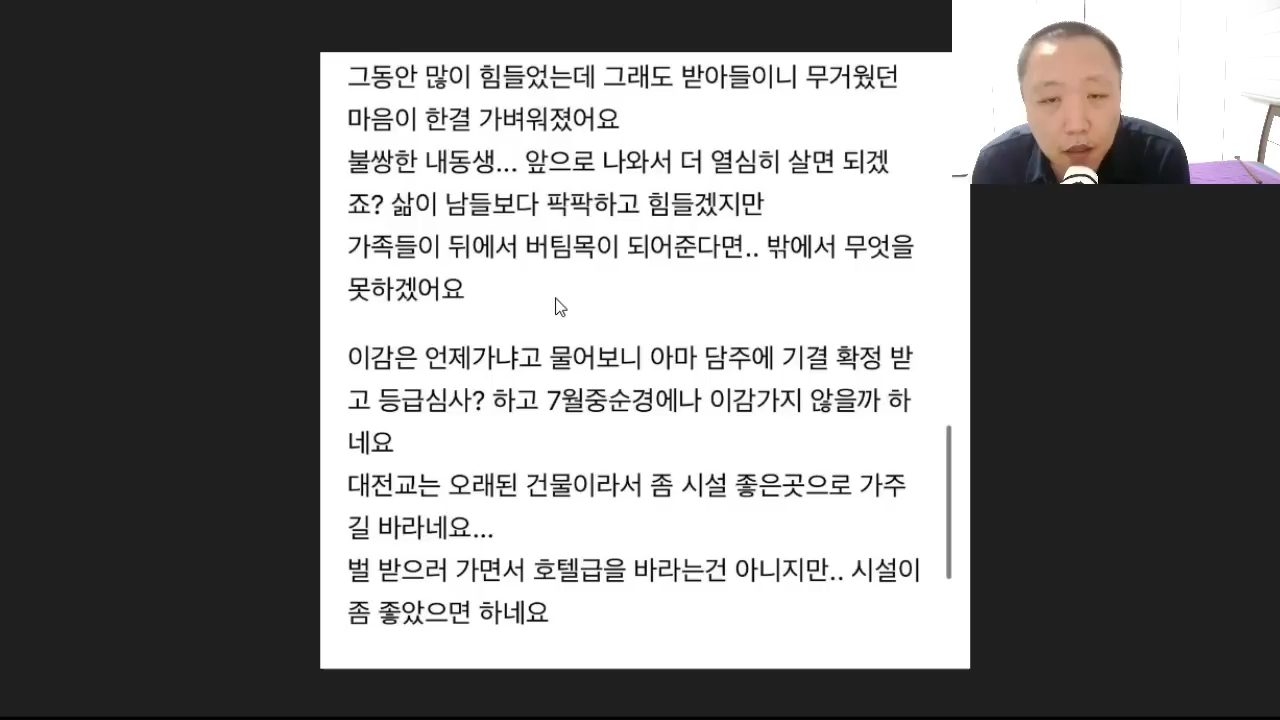 그동안 많이 힘들었는데 그래도 받아들이니 무거웠던
마음이 한결 가벼워졌어요
불쌍한 내동생... 앞으로 나와서 더 열심히 살면 되겠
죠? 삶이 남들보다 팍팍하고 힘들겠지만
가족들이 뒤에서 버팀목이 되어준다면.. 밖에서 무엇을
못하겠어요
이감은 언제가냐고 물어보니 아마 담주에 기결 확정 받
고 등급심사? 하고 7월중순경에나 이감가지 않을까 하
네요
대전교는 오래된 건물이라서 좀 시설 좋은곳으로 가주
길 바라네요...
벌 받으러 가면서 호텔급을 바라는건 아니지만.. 시설이
좀 좋았으면 하네요